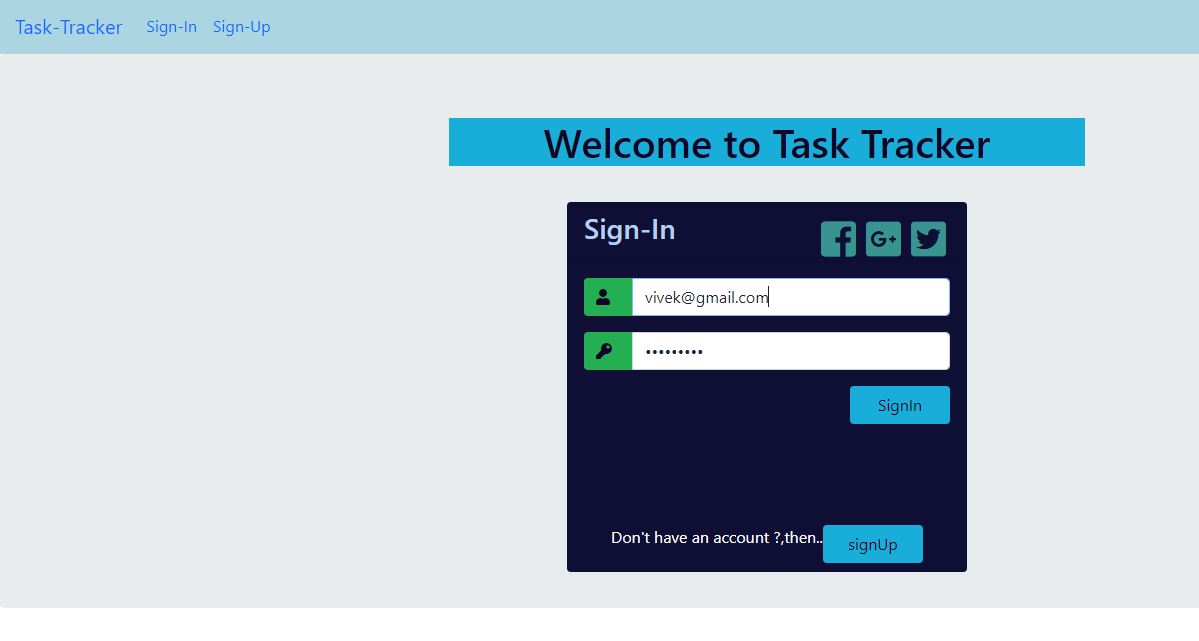 Task-Tracker Sign-In Sign-Up
Welcome to Task Tracker
Sign-In
G+
vivek@gmail.com
•••••••••
SignIn
Don't have an account ?,then.. signUp